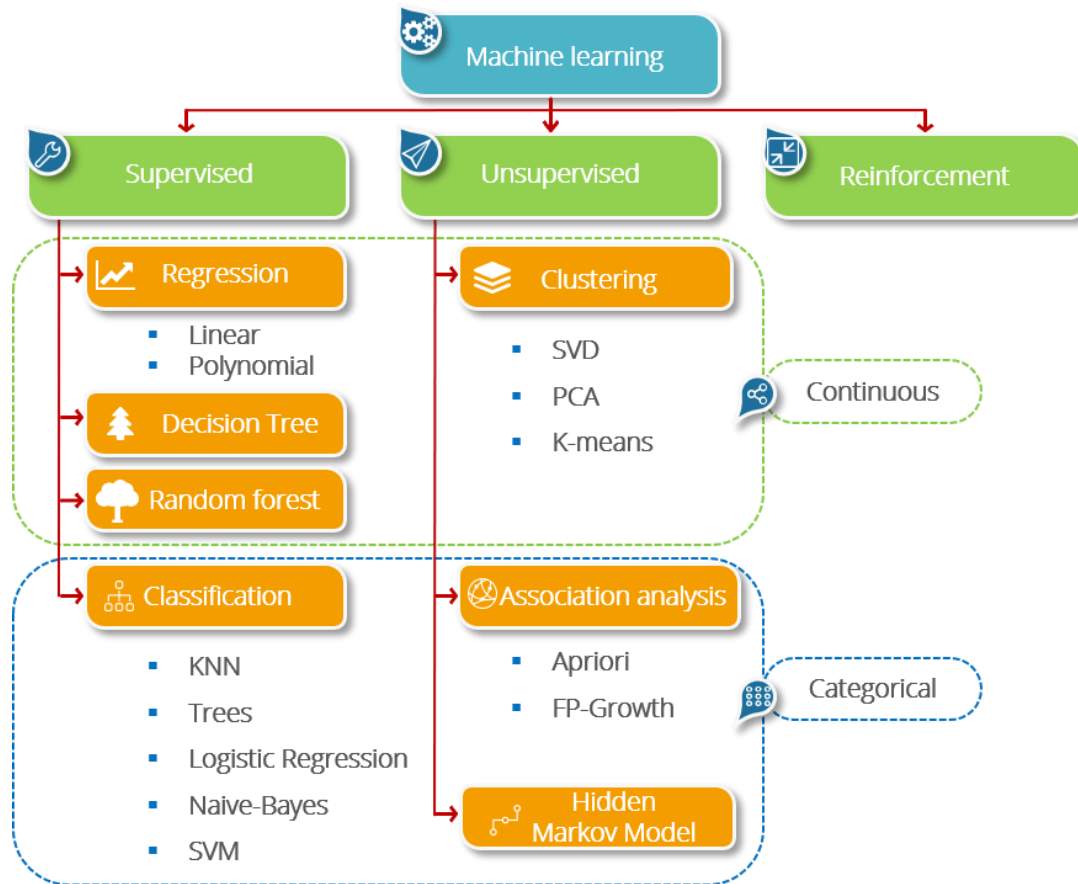 Machine learning
Supervised
Unsupervised
Reinforcement
Regression
▪ Linear
▪ Polynomial
Decision Tree
Random forest
Clustering
▪ SVD
▪ PCA
▪ K-means
Continuous
Classification
▪ KNN
▪ Trees
▪ Logistic Regression
▪ Naive-Bayes
▪ SVM
Association analysis
▪ Apriori
▪ FP-Growth
Hidden
Markov Model
Categorical